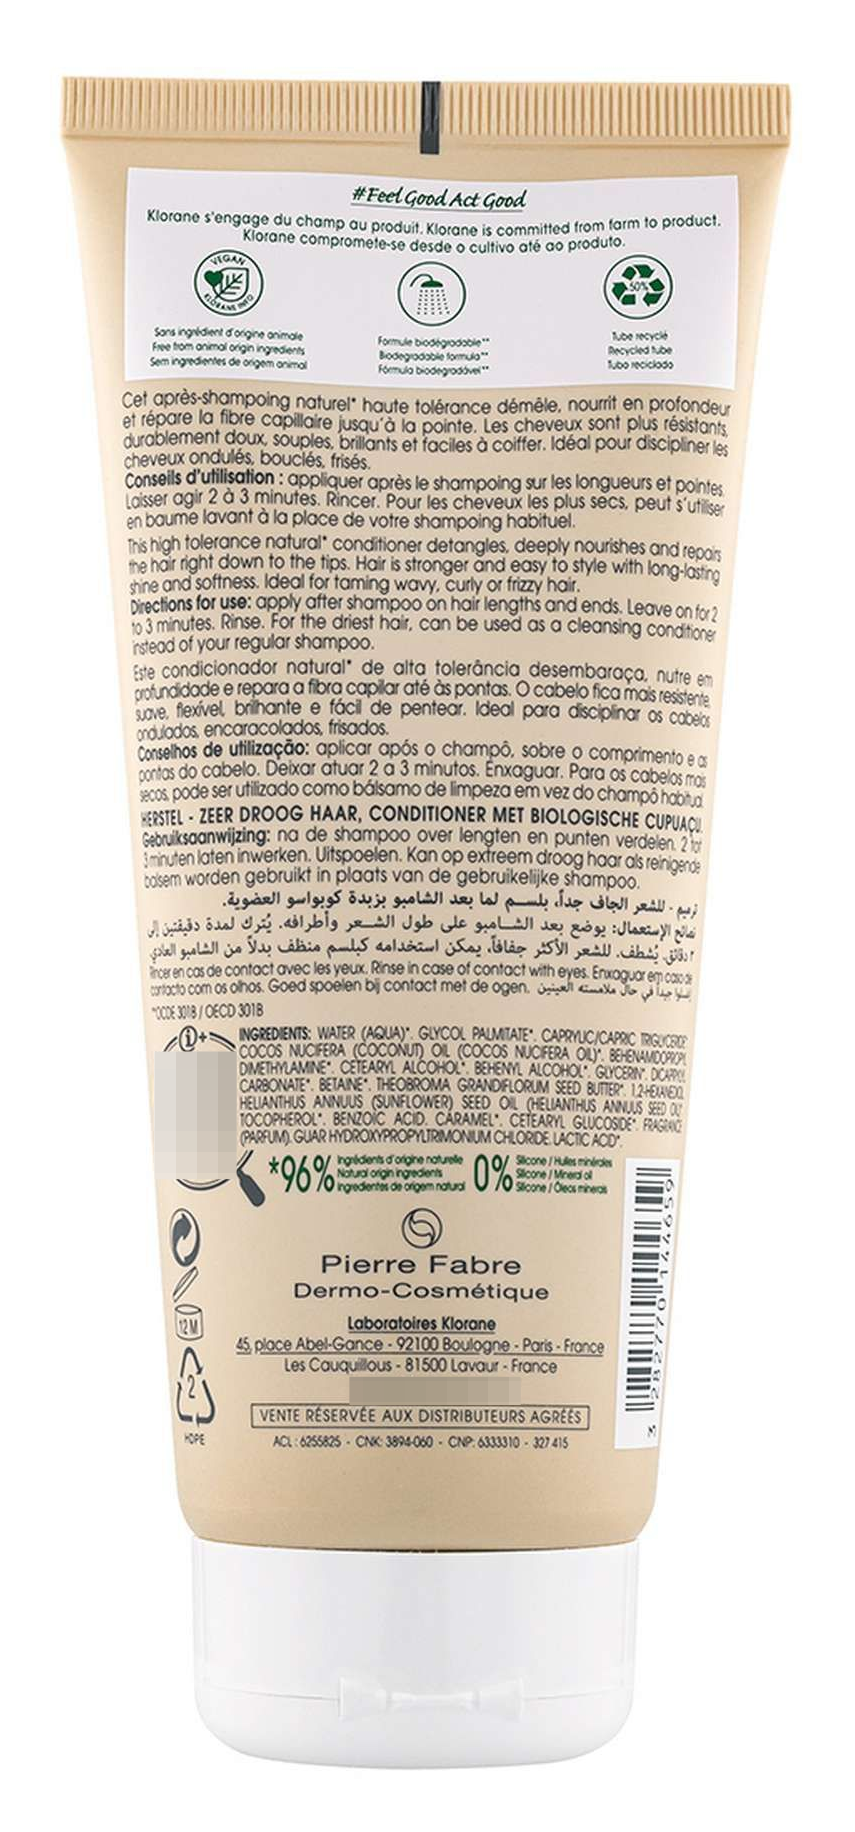 #Feel Good Act Good
Klorane s'engage du champ au produit. Klorane is committed from farm to product.
Klorane compromete-se desde o cultivo até ao produto.
VEGAN
KLORANE INFO
50%
Sans ingrédient d'origine animale
Free from animal origin ingredients
Sem ingredientes de origem animal
Formule biodégradable**
Biodegradable formula**
Fórmula biodegradável**
Tube recyclé
Recycled tube
Tubo reciclado
Cet après-shampoing naturel* haute tolérance démêle, nourrit en profondeur
et répare la fibre capillaire jusqu'à la pointe. Les cheveux sont plus résistants,
durablement doux, souples, brillants et faciles à coiffer. Idéal pour discipliner les
cheveux ondulés, bouclés, frisés.
Conseils d'utilisation : appliquer après le shampoing sur les longueurs et pointes.
Laisser agir 2 à 3 minutes. Rincer. Pour les cheveux les plus secs, peut s'utiliser
en baume lavant à la place de votre shampoing habituel.
This high tolerance natural* conditioner detangles, deeply nourishes and repairs
the hair right down to the tips. Hair is stronger and easy to style with long-lasting
shine and softness. Ideal for taming wavy, curly or frizzy hair.
Directions for use: apply after shampoo on hair lengths and ends. Leave on for 2
to 3 minutes. Rinse. For the driest hair, can be used as a cleansing conditioner
instead of your regular shampoo.
Este condicionador natural* de alta tolerância desembaraça, nutre em
profundidade e repara a fibra capilar até às pontas. O cabelo fica mais resistente,
suave, flexível, brilhante e fácil de pentear. Ideal para disciplinar os cabelos
ondulados, encaracolados, frisados.
Conselhos de utilização: aplicar após o champô, sobre o comprimento e as
pontas do cabelo. Deixar atuar 2 a 3 minutos. Enxaguar. Para os cabelos mais
secos, pode ser utilizado como bálsamo de limpeza em vez do champô habitual.
HERSTEL - ZEER DROOG HAAR, CONDITIONER MET BIOLOGISCHE CUPUAÇU.
Gebruiksaanwijzing: na de shampoo over lengten en punten verdelen. 2 tot
3 minuten laten inwerken. Uitspoelen. Kan op extreem droog haar als reinigende
balsem worden gebruikt in plaats van de gebruikelijke shampoo.
ترميم - للشعر الجاف جداً، بلسم لما بعد الشامبو بزبدة كوبواسو العضوية.
نصائح الإستعمال: يوضع بعد الشامبو على طول الشعر وأطرافه. يُترك لمدة دقيقتين إلى
٣ دقائق. يُشطف. للشعر الأكثر جفافاً، يمكن استخدامه كبلسم منظف بدلاً من الشامبو العادي.
Rincer en cas de contact avec les yeux. Rinse in case of contact with eyes. Enxaguar em caso de
contacto com os olhos. Goed spoelen bij contact met de ogen. إغسلوا جيداً في حال ملامسته العينين.
**OCDE 301B / OECD 301B
i+
INGREDIENTS: WATER (AQUA)*. GLYCOL PALMITATE*. CAPRYLIC/CAPRIC TRIGLYCERIDE*.
COCOS NUCIFERA (COCONUT) OIL (COCOS NUCIFERA OIL)*. BEHENAMIDOPROPYL
DIMETHYLAMINE*. CETEARYL ALCOHOL*. BEHENYL ALCOHOL*. GLYCERIN*. DICAPRYLYL
CARBONATE*. BETAINE*. THEOBROMA GRANDIFLORUM SEED BUTTER*. 1,2-HEXANEDIOL.
HELIANTHUS ANNUUS (SUNFLOWER) SEED OIL (HELIANTHUS ANNUUS SEED OIL)*.
TOCOPHEROL*. BENZOIC ACID. CARAMEL*. CETEARYL GLUCOSIDE*. FRAGRANCE
(PARFUM). GUAR HYDROXYPROPYLTRIMONIUM CHLORIDE. LACTIC ACID*.
*96% Ingrédients d'origine naturelle
Natural origin ingredients
Ingredientes de origem natural
0% Silicone / Huiles minérales
Silicone / Mineral oil
Silicone / Óleos minerais
Pierre Fabre
Dermo-Cosmétique
Laboratoires Klorane
45, place Abel-Gance - 92100 Boulogne - Paris - France
Les Cauquillous - 81500 Lavaur - France
VENTE RÉSERVÉE AUX DISTRIBUTEURS AGRÉÉS
ACL : 6255825 - CNK: 3894-060 - CNP: 6333310 - 327415
12 M
2
HDPE
3 282770 144659